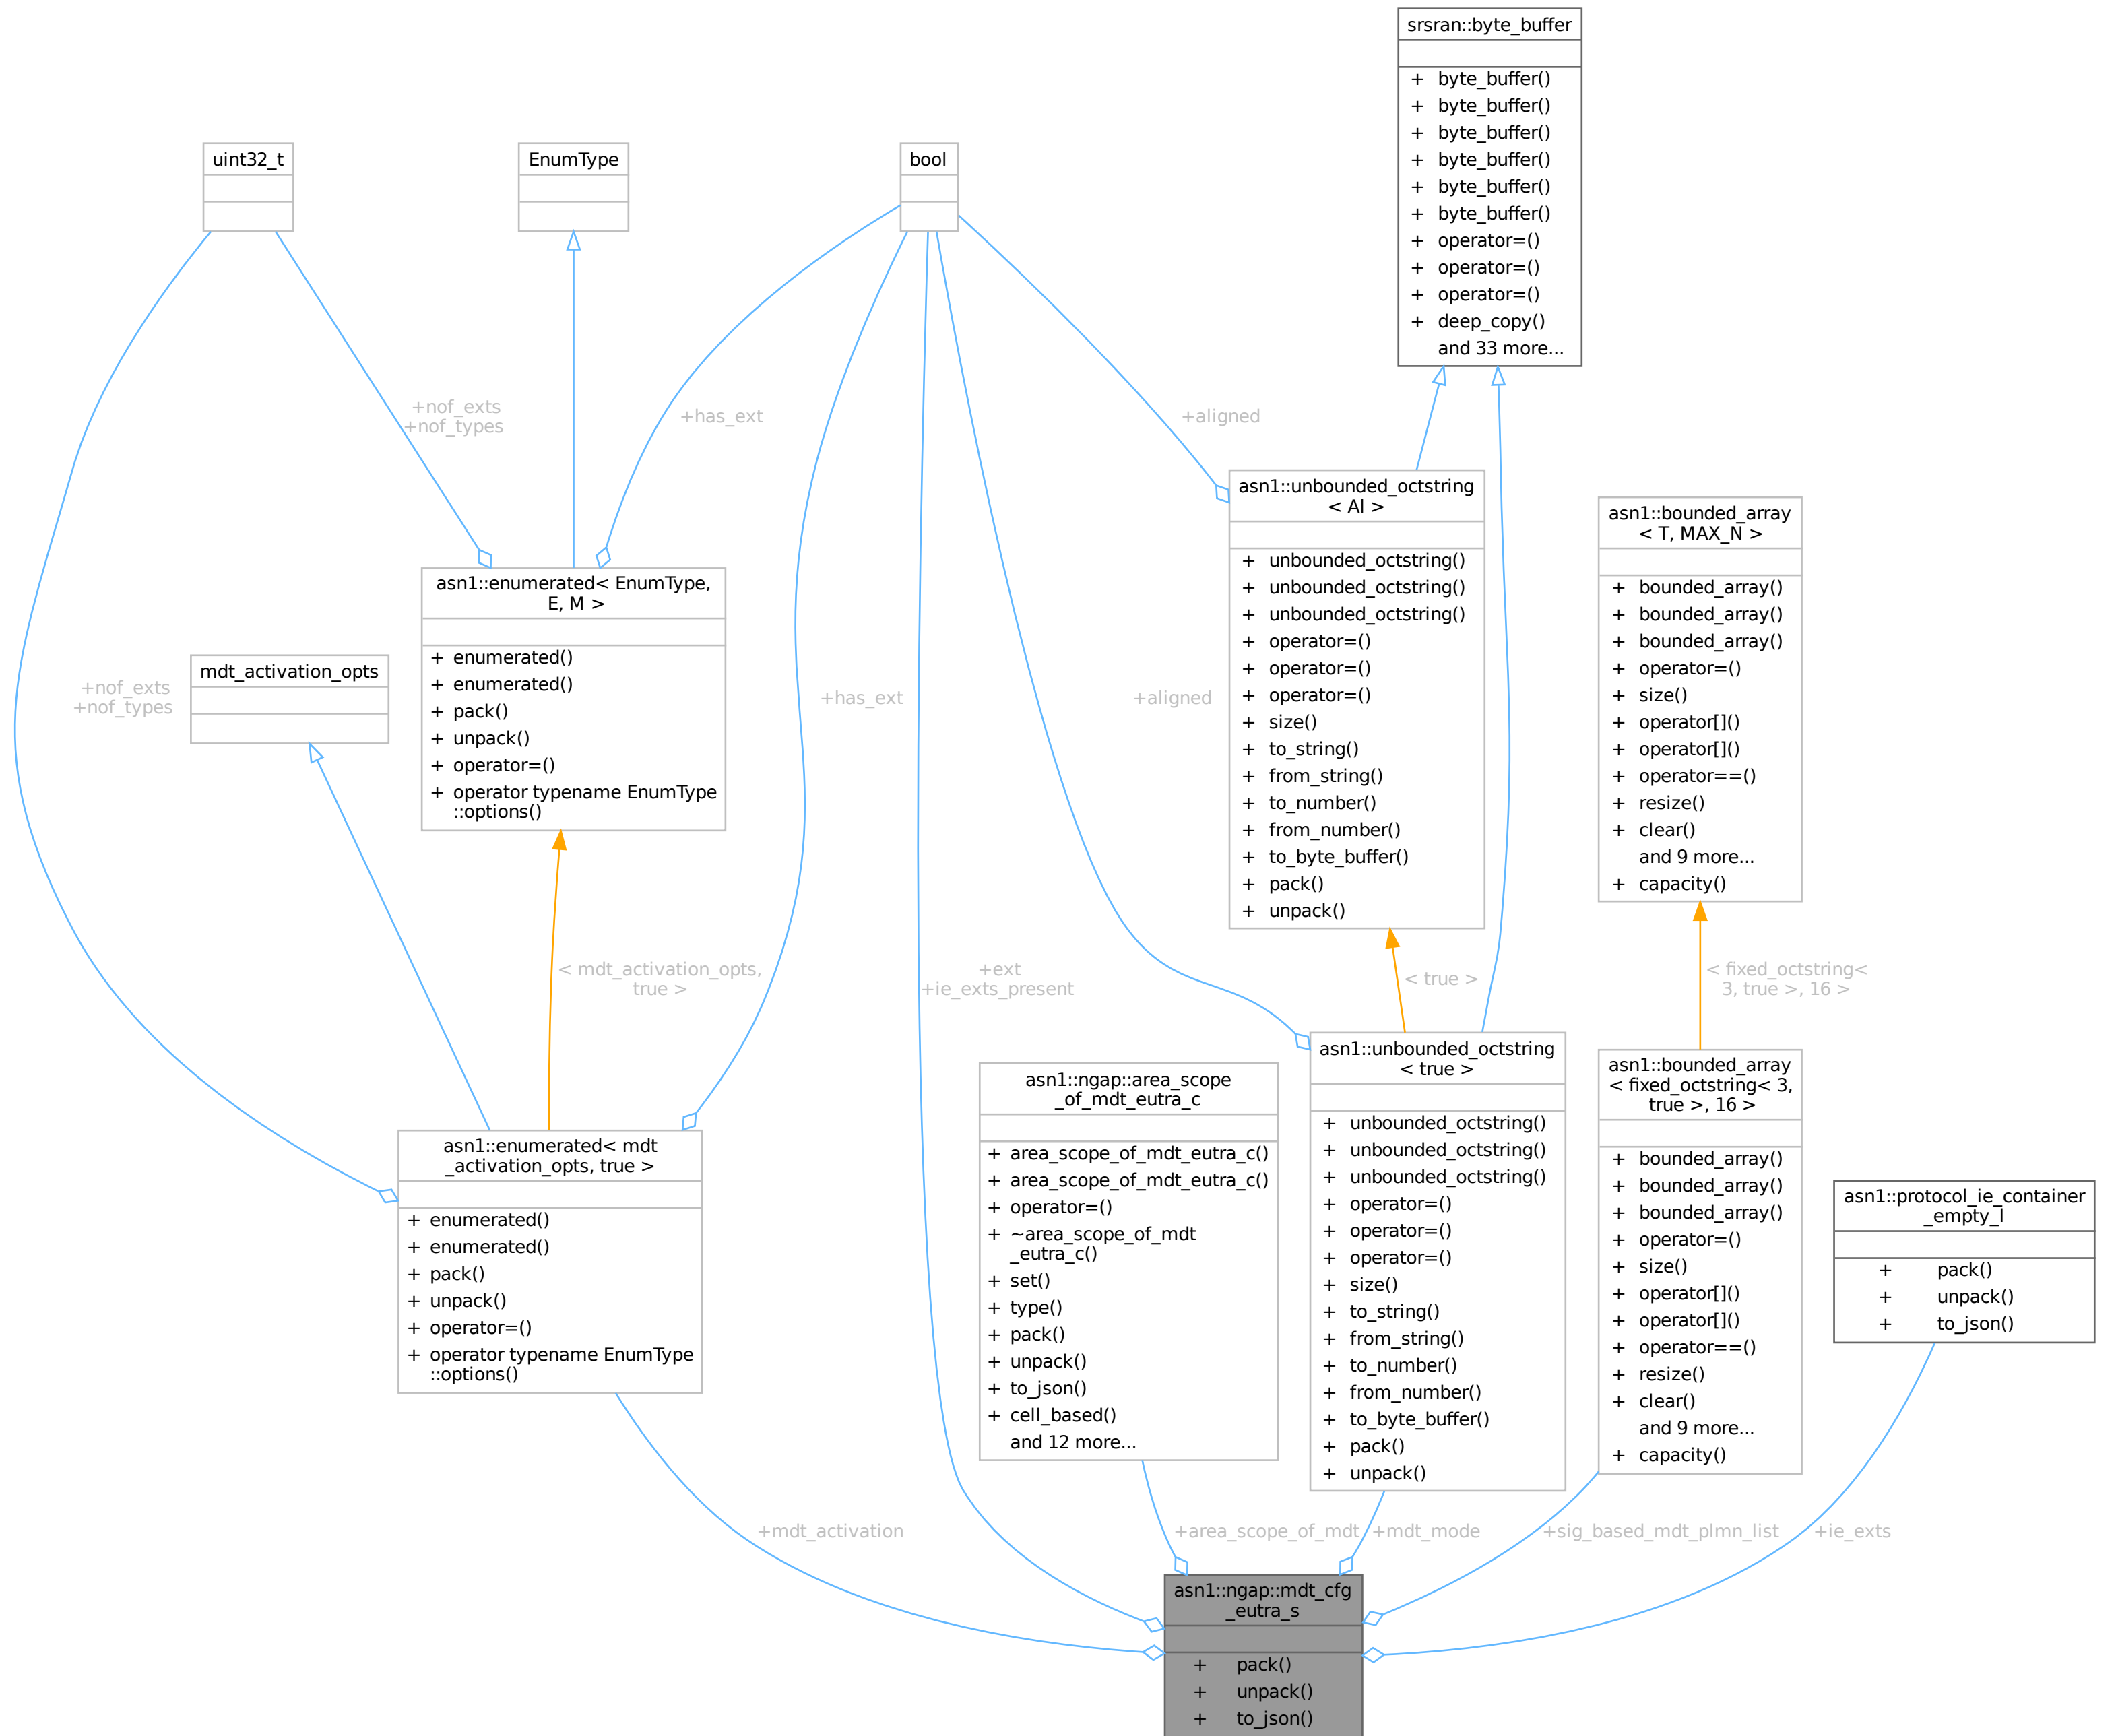 srsran::byte_buffer
+ byte_buffer()
+ byte_buffer()
+ byte_buffer()
+ byte_buffer()
+ byte_buffer()
+ byte_buffer()
+ operator=()
+ operator=()
+ operator=()
+ deep_copy()
and 33 more...
uint32_t
EnumType
bool
+nof_exts
+nof_types
+has_ext
+aligned
asn1::unbounded_octstring
< Al >
+ unbounded_octstring()
+ unbounded_octstring()
+ unbounded_octstring()
+ operator=()
+ operator=()
+ operator=()
+ size()
+ to_string()
+ from_string()
+ to_number()
+ from_number()
+ to_byte_buffer()
+ pack()
+ unpack()
asn1::bounded_array
< T, MAX_N >
+ bounded_array()
+ bounded_array()
+ bounded_array()
+ operator=()
+ size()
+ operator[]()
+ operator[]()
+ operator==()
+ resize()
+ clear()
and 9 more...
+ capacity()
asn1::enumerated< EnumType,
E, M >
+ enumerated()
+ enumerated()
+ pack()
+ unpack()
+ operator=()
+ operator typename EnumType
::options()
mdt_activation_opts
+nof_exts
+nof_types
+has_ext
+aligned
< mdt_activation_opts,
true >
+ext
+ie_exts_present
< true >
< fixed_octstring<
3, true >, 16 >
asn1::enumerated< mdt
_activation_opts, true >
+ enumerated()
+ enumerated()
+ pack()
+ unpack()
+ operator=()
+ operator typename EnumType
::options()
asn1::ngap::area_scope
_of_mdt_eutra_c
+ area_scope_of_mdt_eutra_c()
+ area_scope_of_mdt_eutra_c()
+ operator=()
+ ~area_scope_of_mdt
_eutra_c()
+ set()
+ type()
+ pack()
+ unpack()
+ to_json()
+ cell_based()
and 12 more...
asn1::unbounded_octstring
< true >
+ unbounded_octstring()
+ unbounded_octstring()
+ unbounded_octstring()
+ operator=()
+ operator=()
+ operator=()
+ size()
+ to_string()
+ from_string()
+ to_number()
+ from_number()
+ to_byte_buffer()
+ pack()
+ unpack()
asn1::bounded_array
< fixed_octstring< 3,
true >, 16 >
+ bounded_array()
+ bounded_array()
+ bounded_array()
+ operator=()
+ size()
+ operator[]()
+ operator[]()
+ operator==()
+ resize()
+ clear()
and 9 more...
+ capacity()
asn1::protocol_ie_container
_empty_l
+ pack()
+ unpack()
+ to_json()
+mdt_activation
+area_scope_of_mdt
+mdt_mode
+sig_based_mdt_plmn_list
+ie_exts
asn1::ngap::mdt_cfg
_eutra_s
+ pack()
+ unpack()
+ to_json()